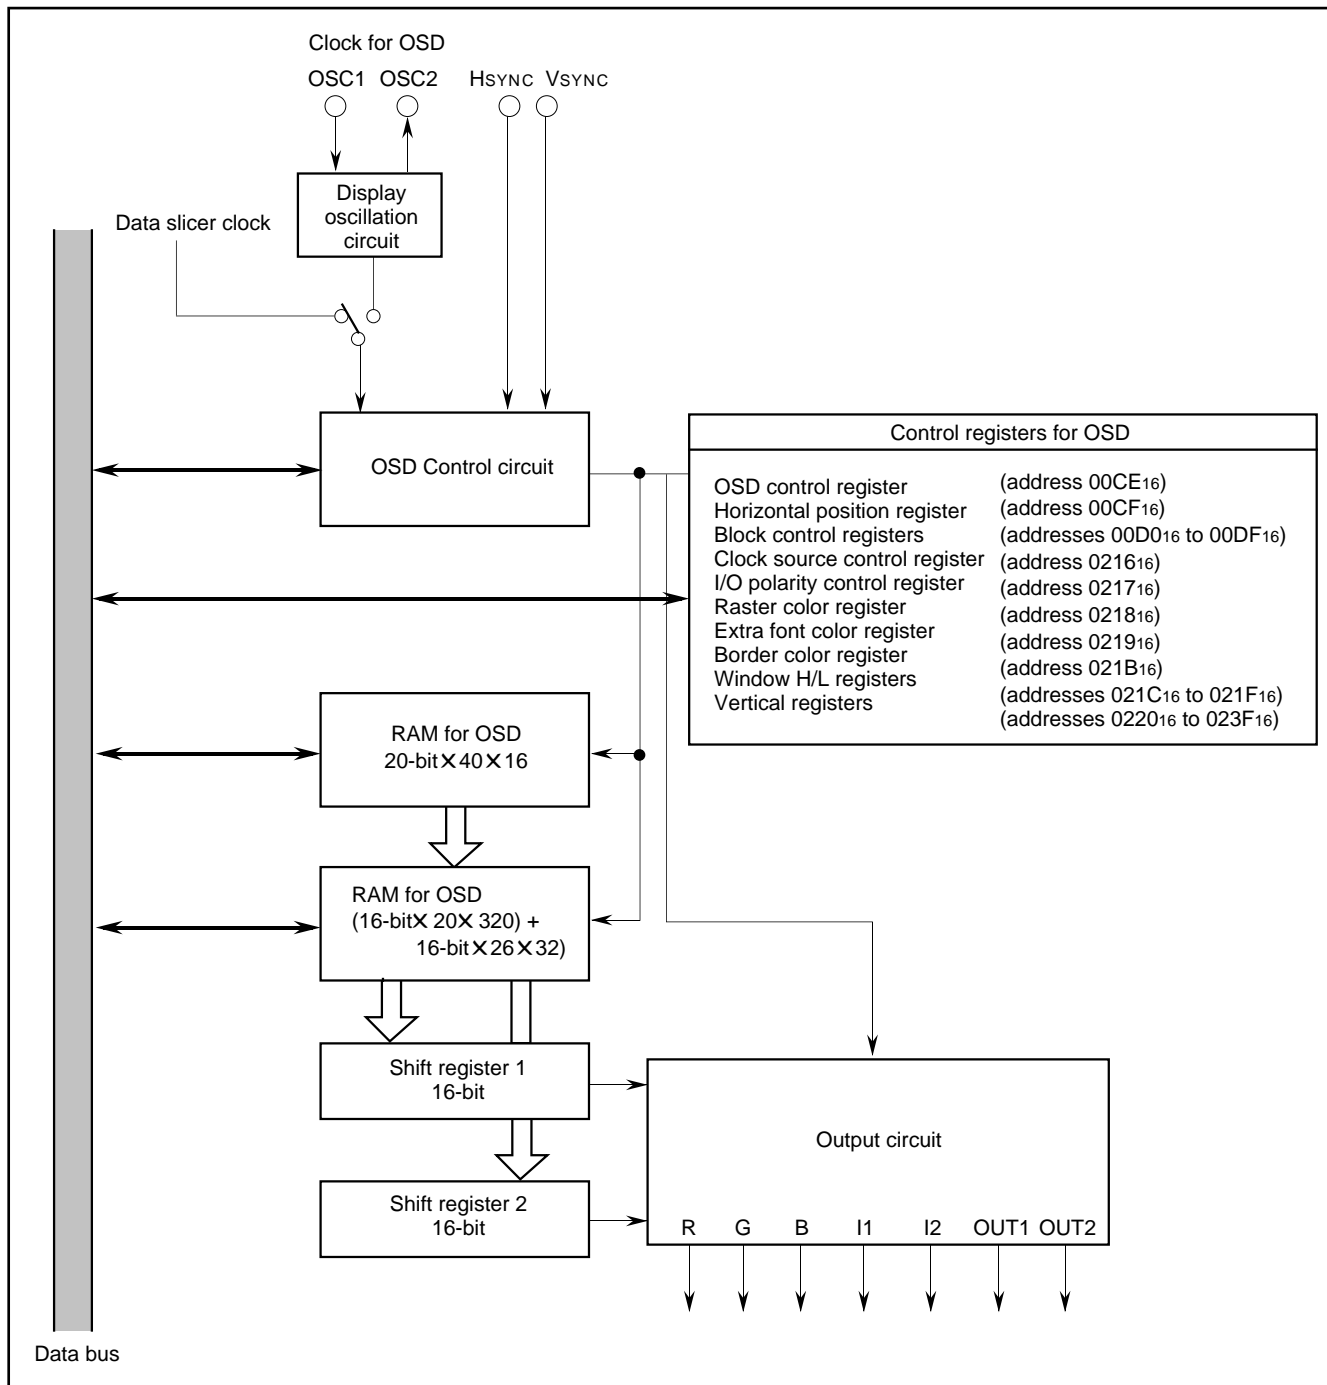 Clock for OSD
OSC1 OSC2 HSYNC VSYNC
Display
oscillation
circuit
Data slicer clock
OSD Control circuit
Control registers for OSD
OSD control register (address 00CE16)
Horizontal position register (address 00CF16)
Block control registers (addresses 00D016 to 00DF16)
Clock source control register (address 021616)
I/O polarity control register (address 021716)
Raster color register (address 021816)
Extra font color register (address 021916)
Border color register (address 021B16)
Window H/L registers (addresses 021C16 to 021F16)
Vertical registers (addresses 022016 to 023F16)
RAM for OSD
20-bit×40×16
RAM for OSD
(16-bit×20×320) +
16-bit×26×32)
Shift register 1
16-bit
Output circuit
Shift register 2
16-bit
R G B I1 I2 OUT1 OUT2
Data bus